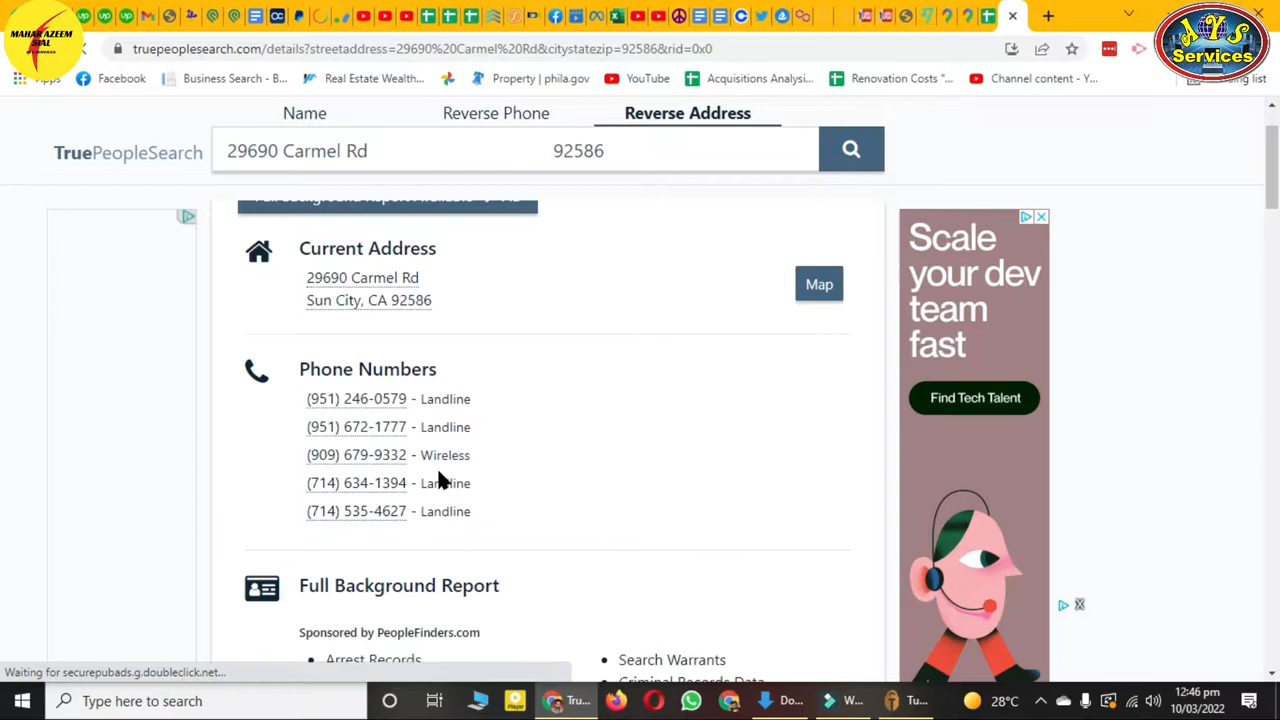 MAHAR AZEEM
SIAL
truepeoplesearch.com/details?streetaddress=29690%20Carmel%20Rd&citystatezip=92586&rid=0x0
AYS
Services
Apps
Facebook
Business Search - B...
Real Estate Wealth...
Property | phila.gov
YouTube
Acquisitions Analysi...
Renovation Costs "...
Channel content - Y...
Name
Reverse Phone
Reverse Address
TruePeopleSearch
29690 Carmel Rd
92586
Current Address
29690 Carmel Rd
Sun City, CA 92586
Map
Phone Numbers
(951) 246-0579 - Landline
(951) 672-1777 - Landline
(909) 679-9332 - Wireless
(714) 634-1394 - Landline
(714) 535-4627 - Landline
Full Background Report
Sponsored by PeopleFinders.com
Arrest Records
Search Warrants
Scale
your dev
team
fast
Find Tech Talent
X
Waiting for securepubads.g.doubleclick.net...
Type here to search
Tru...
Do...
W...
Tu...
28°C
12:46 pm
10/03/2022